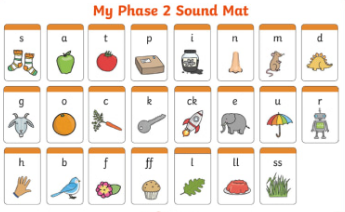 My Phase 2 Sound Mat
s a t p i n m d
g o c k ck e u r
h b f ff l ll ss